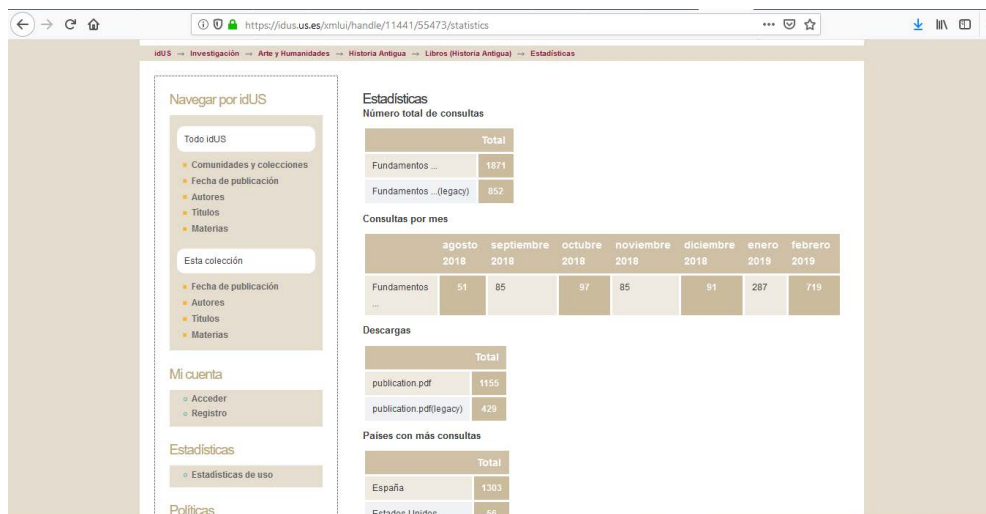 https://idus.us.es/xmlui/handle/11441/55473/statistics
idUS → Investigación → Arte y Humanidades → Historia Antigua → Libros (Historia Antigua) → Estadísticas
Navegar por idUS
Todo idUS
Comunidades y colecciones
Fecha de publicación
Autores
Títulos
Materias
Esta colección
Fecha de publicación
Autores
Títulos
Materias
Mi cuenta
Acceder
Registro
Estadísticas
Estadísticas de uso
Políticas
Estadísticas
Número total de consultas
Total
Fundamentos ... 1871
Fundamentos ...(legacy) 852
Consultas por mes
agosto 2018 septiembre 2018 octubre 2018 noviembre 2018 diciembre 2018 enero 2019 febrero 2019
Fundamentos ... 51 85 97 85 91 287 719
Descargas
Total
publication.pdf 1155
publication.pdf(legacy) 429
Países con más consultas
Total
España 1303
Estados Unidos 56